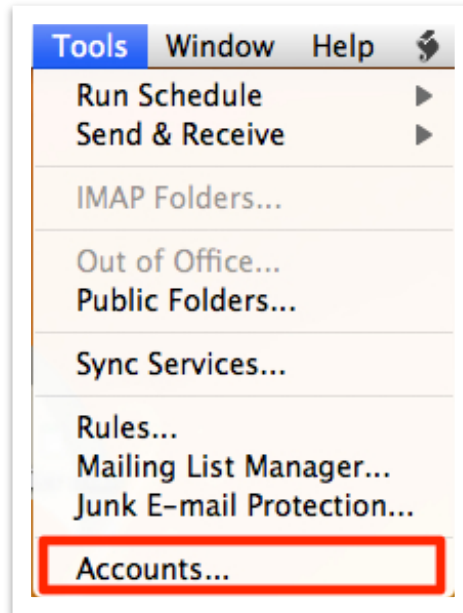 Tools Window Help
Run Schedule
Send & Receive
IMAP Folders...
Out of Office...
Public Folders...
Sync Services...
Rules...
Mailing List Manager...
Junk E-mail Protection...
Accounts...